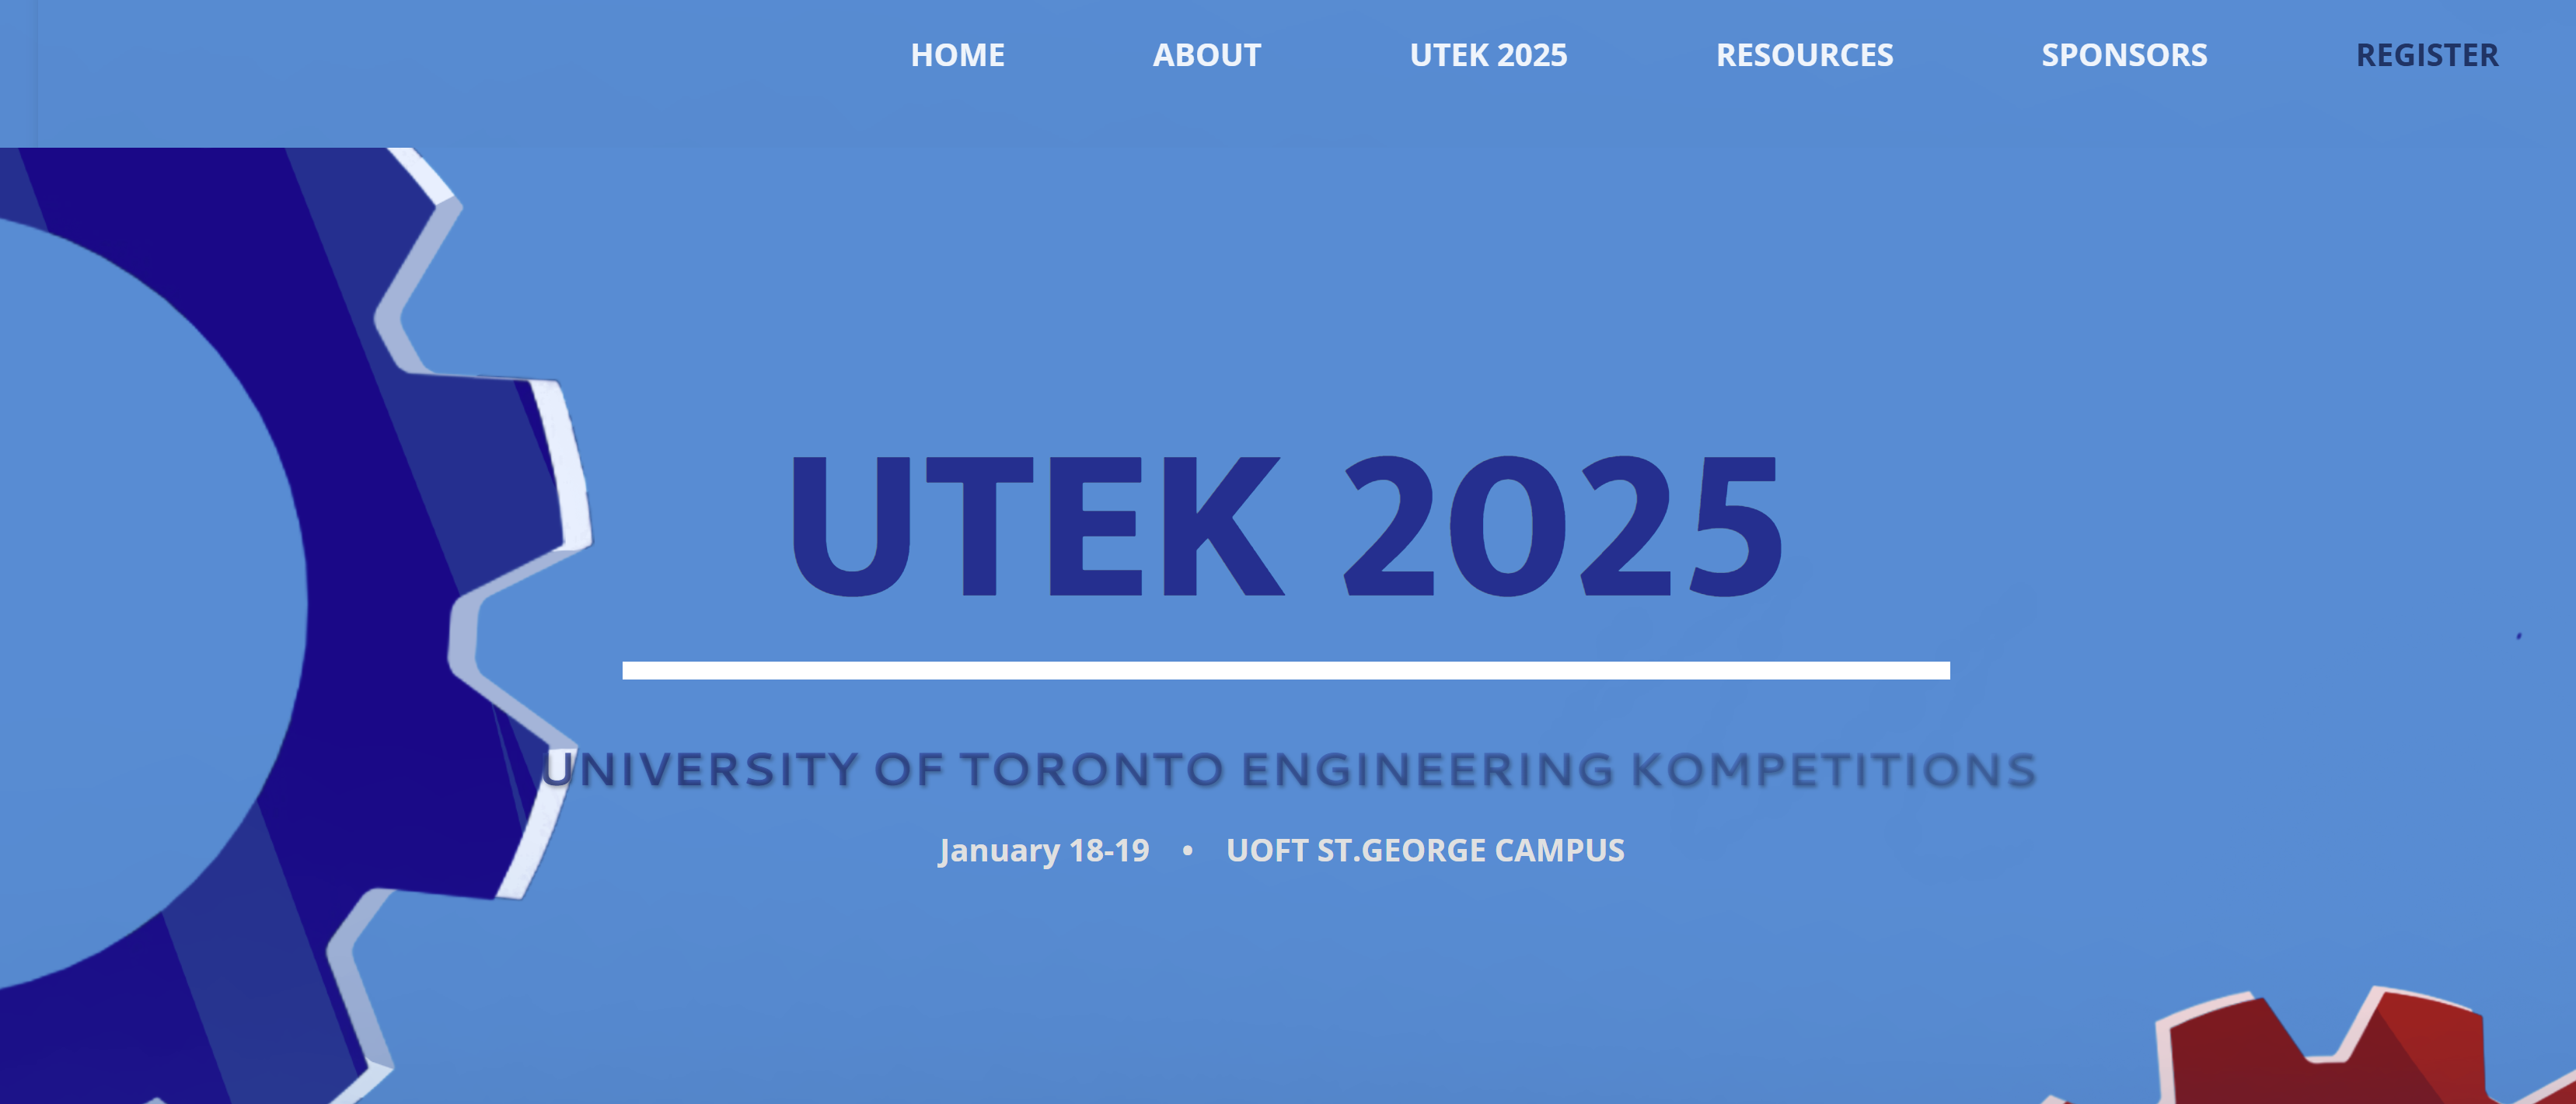 HOME ABOUT UTEK 2025 RESOURCES SPONSORS REGISTER
UTEK 2025
UNIVERSITY OF TORONTO ENGINEERING KOMPETITIONS
January 18-19 • UOFT ST.GEORGE CAMPUS